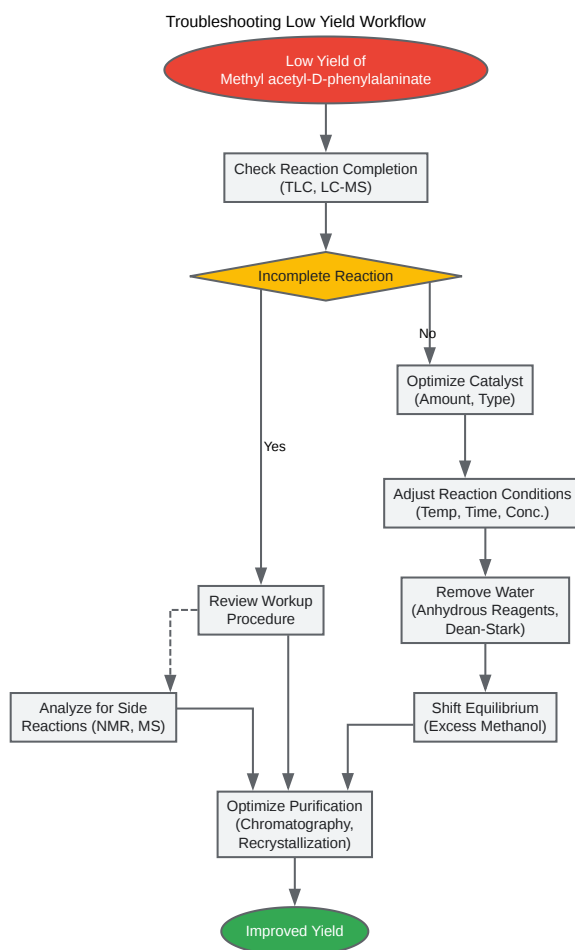 Troubleshooting Low Yield Workflow
Low Yield of
Methyl acetyl-D-phenylalaninate
Check Reaction Completion
(TLC, LC-MS)
Incomplete Reaction
No
Optimize Catalyst
(Amount, Type)
Yes
Adjust Reaction Conditions
(Temp, Time, Conc.)
Review Workup
Procedure
Remove Water
(Anhydrous Reagents,
Dean-Stark)
Analyze for Side
Reactions (NMR, MS)
Shift Equilibrium
(Excess Methanol)
Optimize Purification
(Chromatography,
Recrystallization)
Improved Yield